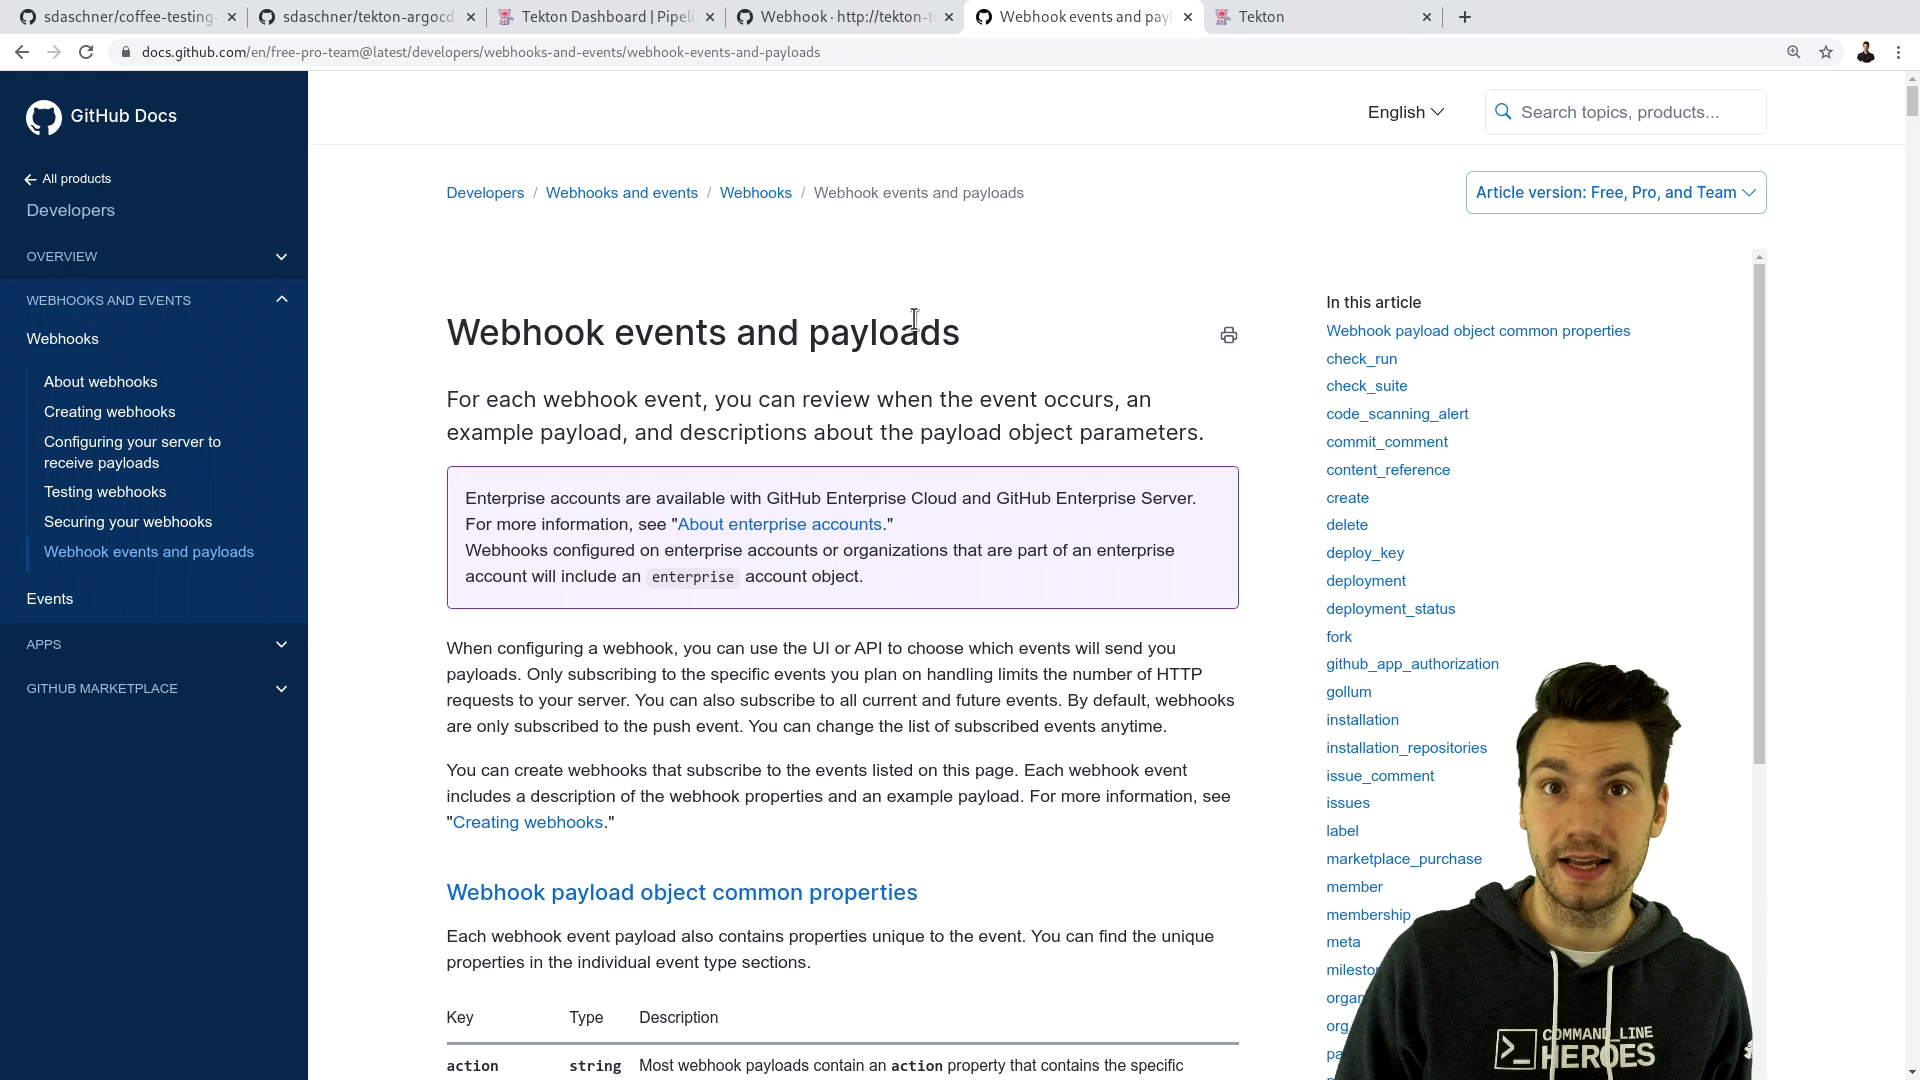 sdaschner/coffee-testing
sdaschner/tekton-argocd
Tekton Dashboard | Pipeli
Webhook · http://tekton-t
Webhook events and payl
Tekton
docs.github.com/en/free-pro-team@latest/developers/webhooks-and-events/webhook-events-and-payloads
GitHub Docs
All products
Developers
OVERVIEW
WEBHOOKS AND EVENTS
Webhooks
About webhooks
Creating webhooks
Configuring your server to
receive payloads
Testing webhooks
Securing your webhooks
Webhook events and payloads
Events
APPS
GITHUB MARKETPLACE
English
Search topics, products...
Developers / Webhooks and events / Webhooks / Webhook events and payloads
Article version: Free, Pro, and Team
Webhook events and payloads
For each webhook event, you can review when the event occurs, an
example payload, and descriptions about the payload object parameters.
Enterprise accounts are available with GitHub Enterprise Cloud and GitHub Enterprise Server.
For more information, see "About enterprise accounts."
Webhooks configured on enterprise accounts or organizations that are part of an enterprise
account will include an enterprise account object.
When configuring a webhook, you can use the UI or API to choose which events will send you
payloads. Only subscribing to the specific events you plan on handling limits the number of HTTP
requests to your server. You can also subscribe to all current and future events. By default, webhooks
are only subscribed to the push event. You can change the list of subscribed events anytime.
You can create webhooks that subscribe to the events listed on this page. Each webhook event
includes a description of the webhook properties and an example payload. For more information, see
"Creating webhooks."
Webhook payload object common properties
Each webhook event payload also contains properties unique to the event. You can find the unique
properties in the individual event type sections.
Key Type Description
action string Most webhook payloads contain an action property that contains the specific
In this article
Webhook payload object common properties
check_run
check_suite
code_scanning_alert
commit_comment
content_reference
create
delete
deploy_key
deployment
deployment_status
fork
github_app_authorization
gollum
installation
installation_repositories
issue_comment
issues
label
marketplace_purchase
member
membership
meta
milesto
organ
org
pa
COMMAND_LINE
HEROES